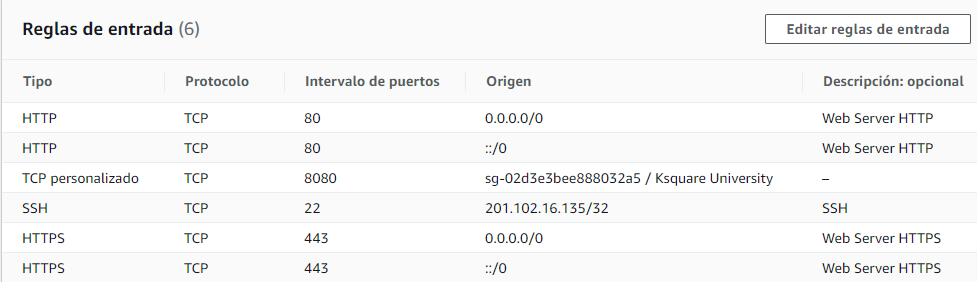 Reglas de entrada (6) Editar reglas de entrada
Tipo Protocolo Intervalo de puertos Origen Descripción: opcional
HTTP TCP 80 0.0.0.0/0 Web Server HTTP
HTTP TCP 80 ::/0 Web Server HTTP
TCP personalizado TCP 8080 sg-02d3e3bee888032a5 / Ksquare University –
SSH TCP 22 201.102.16.135/32 SSH
HTTPS TCP 443 0.0.0.0/0 Web Server HTTPS
HTTPS TCP 443 ::/0 Web Server HTTPS